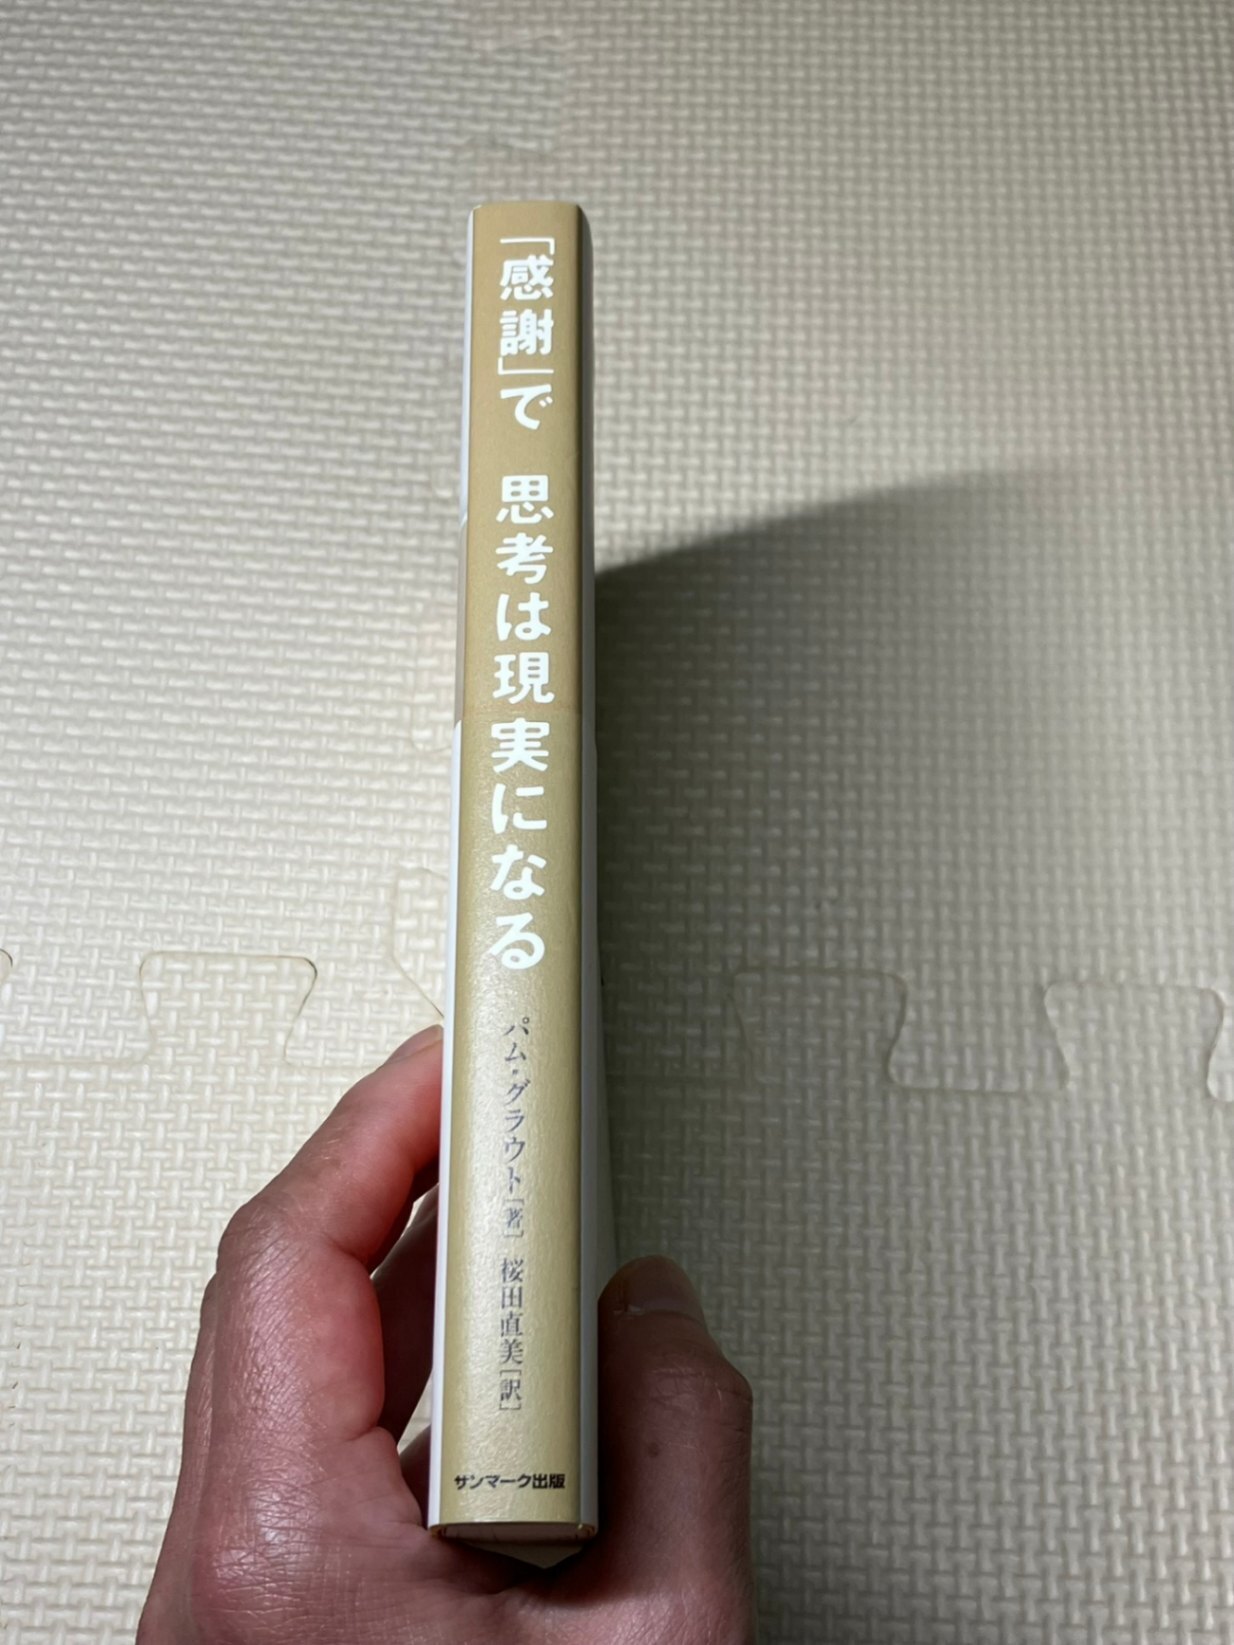 「感謝」で 思考は現実になる
パム・グラウト[著] 桜田直美[訳]
サンマーク出版